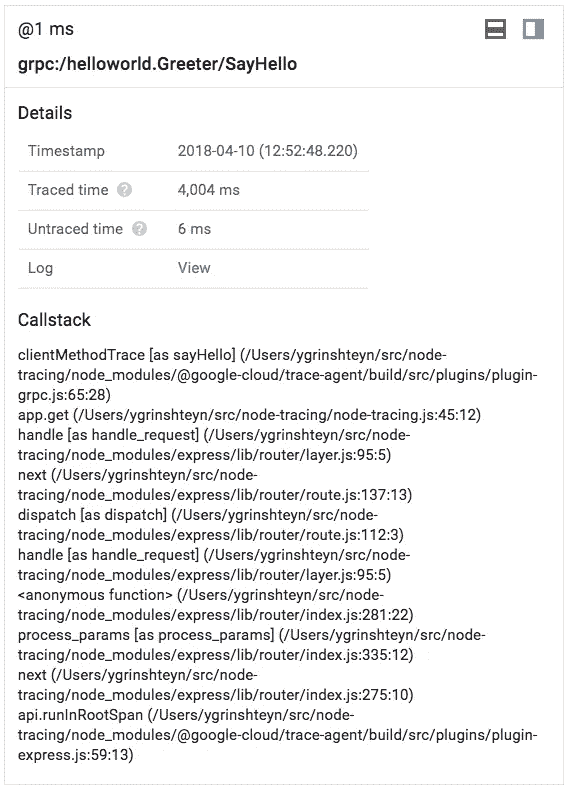 @1 ms
grpc:/helloworld.Greeter/SayHello
Details
Timestamp 2018-04-10 (12:52:48.220)
Traced time ? 4,004 ms
Untraced time ? 6 ms
Log View
Callstack
clientMethodTrace [as sayHello] (/Users/ygrinshteyn/src/node-
tracing/node_modules/@google-cloud/trace-agent/build/src/plugins/plugin-
grpc.js:65:28)
app.get (/Users/ygrinshteyn/src/node-tracing/node-tracing.js:45:12)
handle [as handle_request] (/Users/ygrinshteyn/src/node-
tracing/node_modules/express/lib/router/layer.js:95:5)
next (/Users/ygrinshteyn/src/node-
tracing/node_modules/express/lib/router/route.js:137:13)
dispatch [as dispatch] (/Users/ygrinshteyn/src/node-
tracing/node_modules/express/lib/router/route.js:112:3)
handle [as handle_request] (/Users/ygrinshteyn/src/node-
tracing/node_modules/express/lib/router/layer.js:95:5)
<anonymous function> (/Users/ygrinshteyn/src/node-
tracing/node_modules/express/lib/router/index.js:281:22)
process_params [as process_params] (/Users/ygrinshteyn/src/node-
tracing/node_modules/express/lib/router/index.js:335:12)
next (/Users/ygrinshteyn/src/node-
tracing/node_modules/express/lib/router/index.js:275:10)
api.runInRootSpan (/Users/ygrinshteyn/src/node-
tracing/node_modules/@google-cloud/trace-agent/build/src/plugins/plugin-
express.js:59:13)